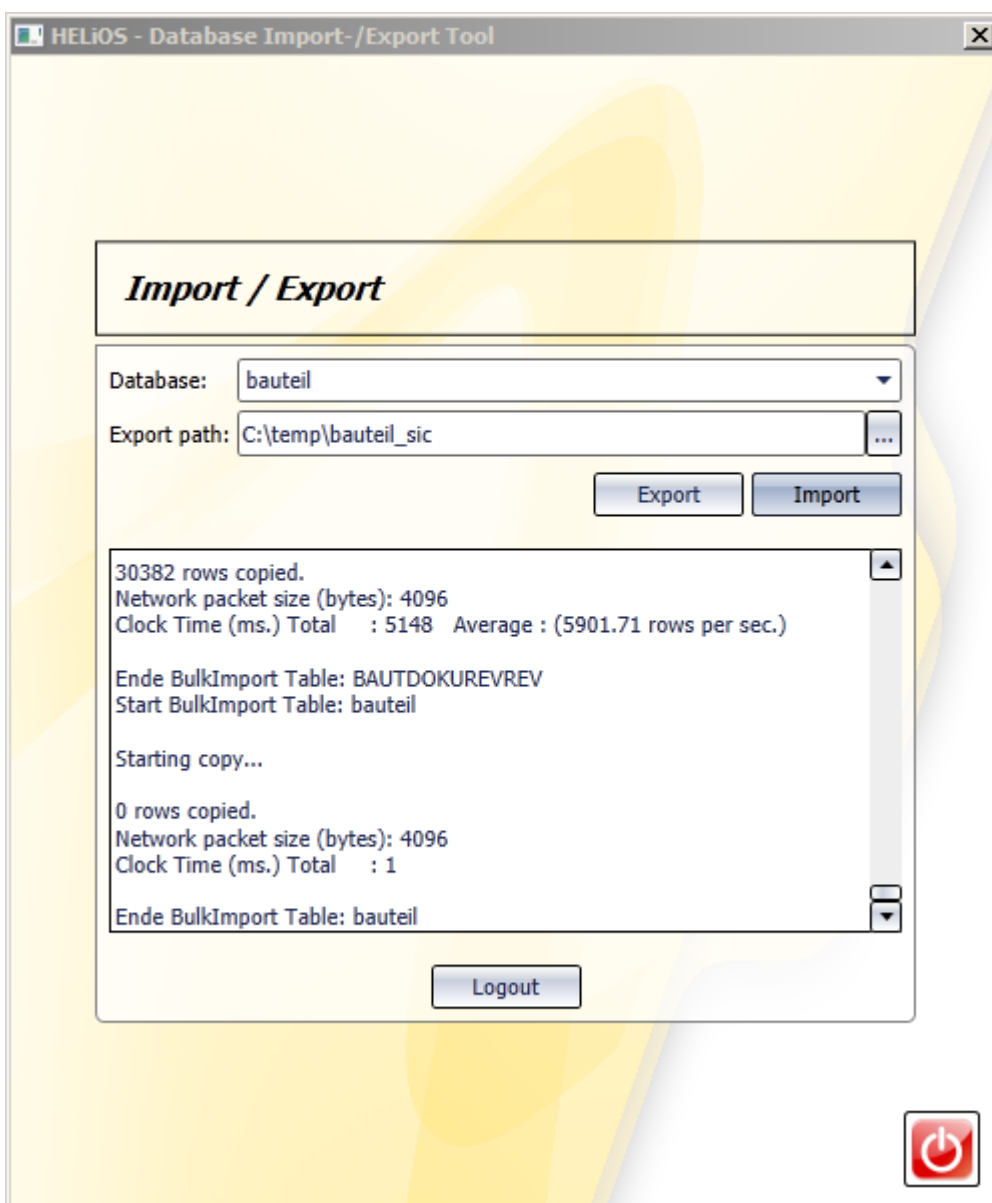 HELiOS - Database Import-/Export Tool
Import / Export
Database: bauteil
Export path: C:\temp\bauteil_sic ...
Export Import
30382 rows copied.
Network packet size (bytes): 4096
Clock Time (ms.) Total : 5148 Average : (5901.71 rows per sec.)
Ende BulkImport Table: BAUTDOKUREVREV
Start BulkImport Table: bauteil
Starting copy...
0 rows copied.
Network packet size (bytes): 4096
Clock Time (ms.) Total : 1
Ende BulkImport Table: bauteil
Logout